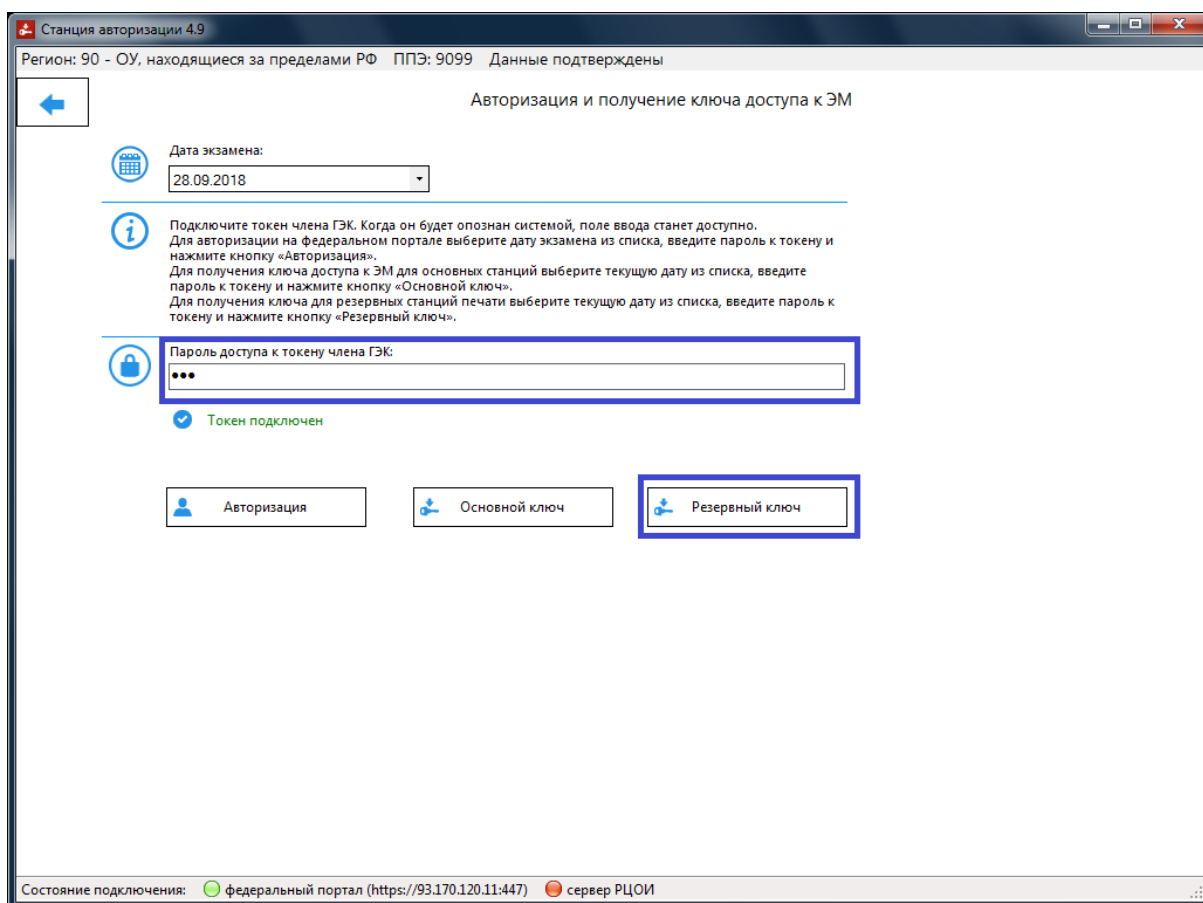 Станция авторизации 4.9
Регион: 90 - ОУ, находящиеся за пределами РФ ППЭ: 9099 Данные подтверждены
Авторизация и получение ключа доступа к ЭМ
Дата экзамена:
28.09.2018
Подключите токен члена ГЭК. Когда он будет опознан системой, поле ввода станет доступно.
Для авторизации на федеральном портале выберите дату экзамена из списка, введите пароль к токену и
нажмите кнопку «Авторизация».
Для получения ключа доступа к ЭМ для основных станций выберите текущую дату из списка, введите
пароль к токену и нажмите кнопку «Основной ключ».
Для получения ключа для резервных станций печати выберите текущую дату из списка, введите пароль к
токену и нажмите кнопку «Резервный ключ».
Пароль доступа к токену члена ГЭК:
•••
Токен подключен
Авторизация Основной ключ Резервный ключ
Состояние подключения: федеральный портал (https://93.170.120.11:447) сервер РЦОИ